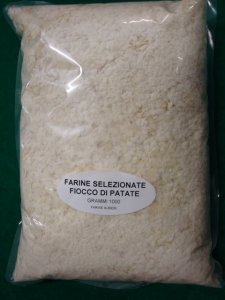 FARINE SELEZIONATE
FIOCCO DI PATATE
GRAMMI 1000